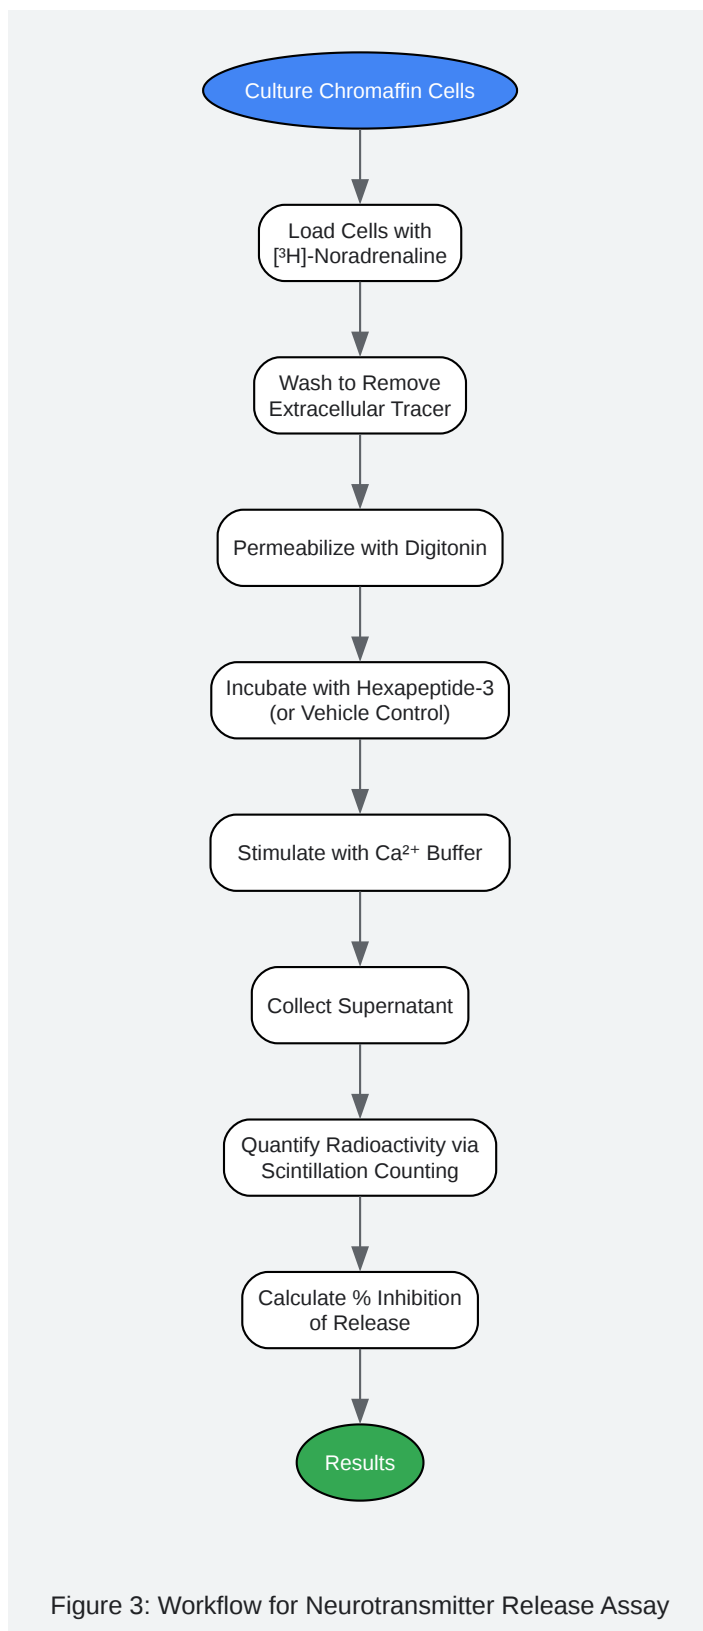 Culture Chromaffin Cells
Load Cells with
[³H]-Noradrenaline
Wash to Remove
Extracellular Tracer
Permeabilize with Digitonin
Incubate with Hexapeptide-3
(or Vehicle Control)
Stimulate with Ca²⁺ Buffer
Collect Supernatant
Quantify Radioactivity via
Scintillation Counting
Calculate % Inhibition
of Release
Results
Figure 3: Workflow for Neurotransmitter Release Assay